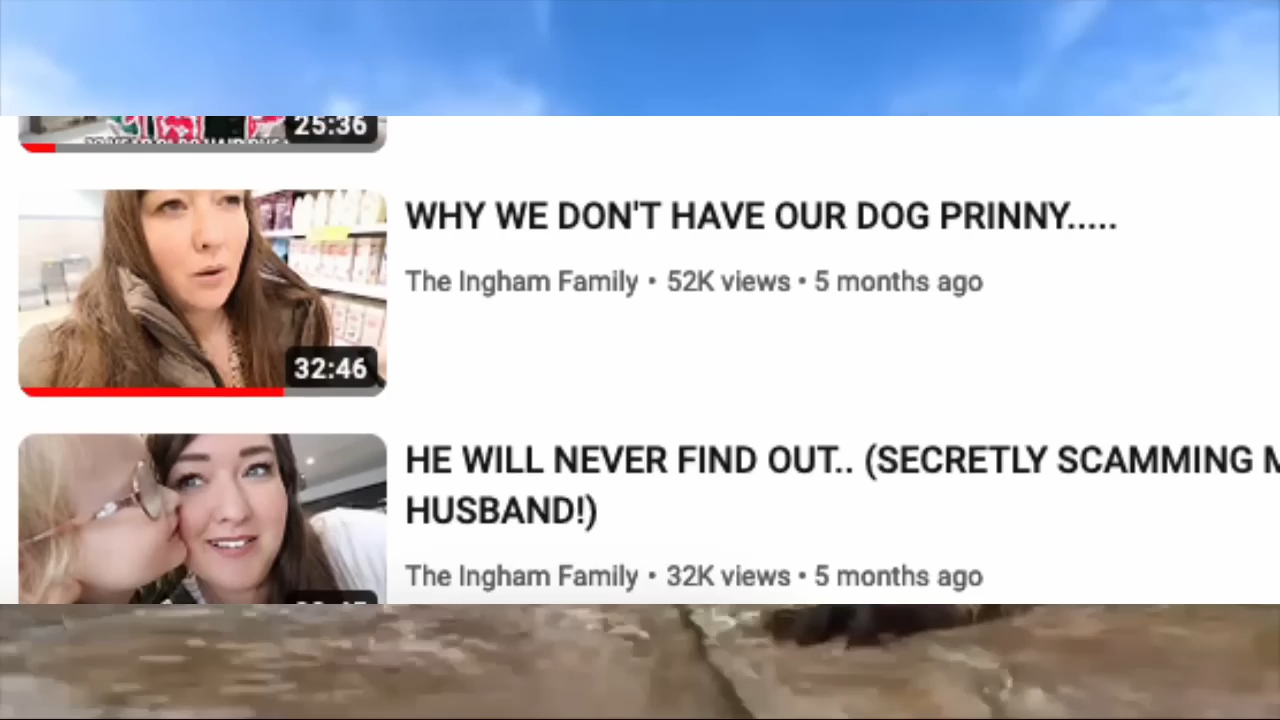 25:36
WHY WE DON'T HAVE OUR DOG PRINNY.....
The Ingham Family • 52K views • 5 months ago
32:46
HE WILL NEVER FIND OUT.. (SECRETLY SCAMMING
HUSBAND!)
The Ingham Family • 32K views • 5 months ago